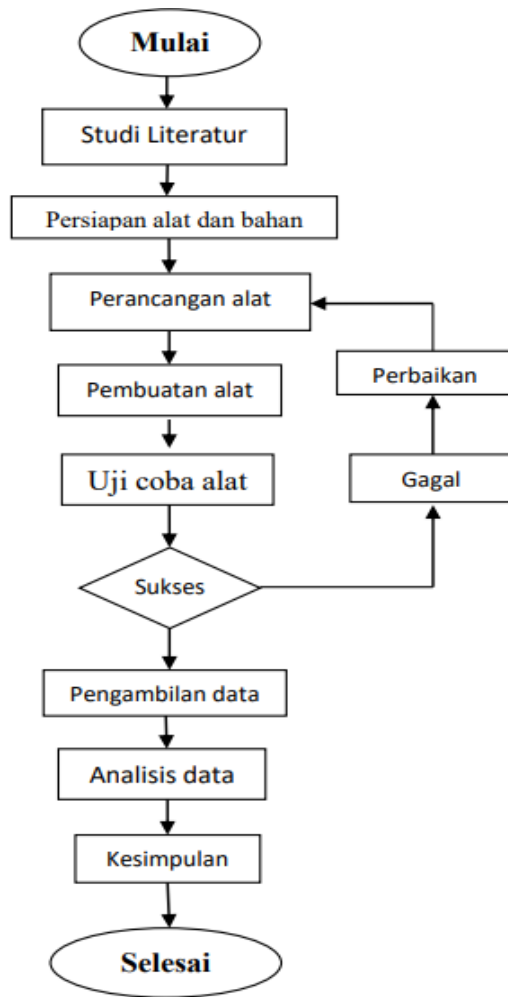 Mulai
Studi Literatur
Persiapan alat dan bahan
Perancangan alat
Pembuatan alat
Perbaikan
Uji coba alat
Gagal
Sukses
Pengambilan data
Analisis data
Kesimpulan
Selesai